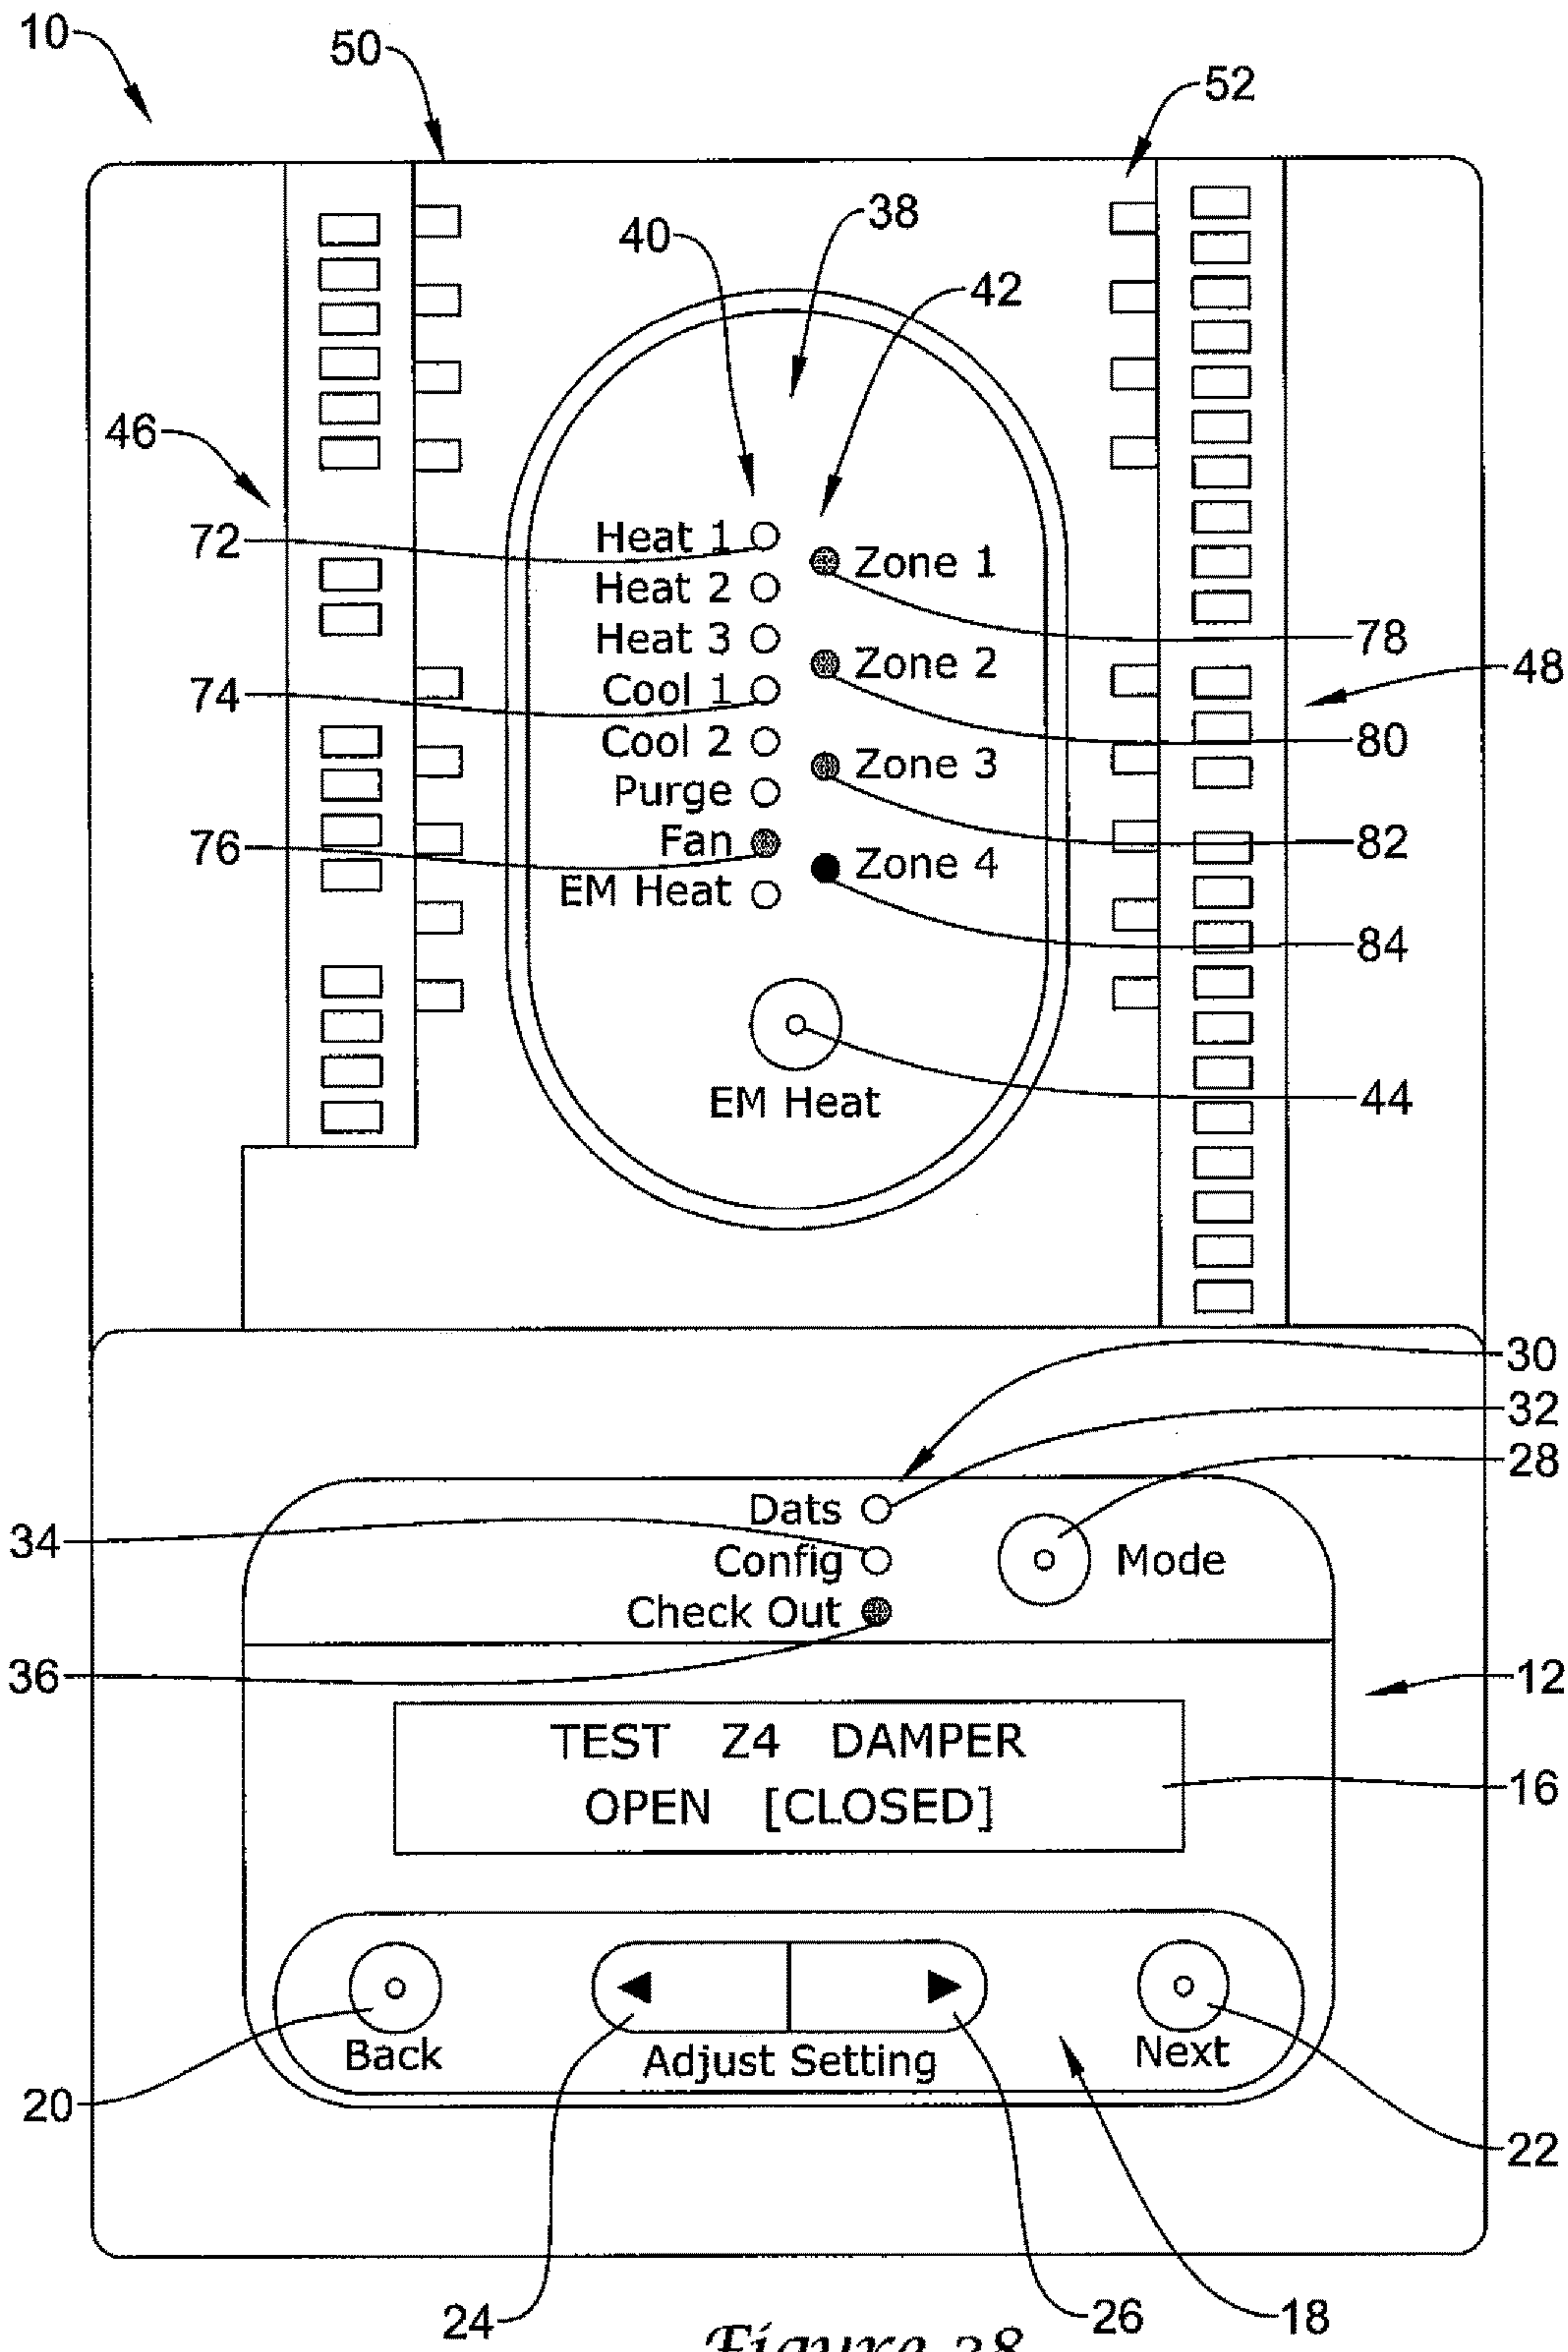 10
50
52
38
40
42
46
72
Heat 1
Zone 1
Heat 2
78
Heat 3
Zone 2
48
74
Cool 1
80
Cool 2
Zone 3
Purge
82
76
Fan
Zone 4
EM Heat
84
44
EM Heat
30
32
28
Dats
34
Config
Mode
Check Out
36
12
TEST Z4 DAMPER
OPEN [CLOSED]
16
Back
Adjust Setting
Next
20
22
24
26
18
Figure 38